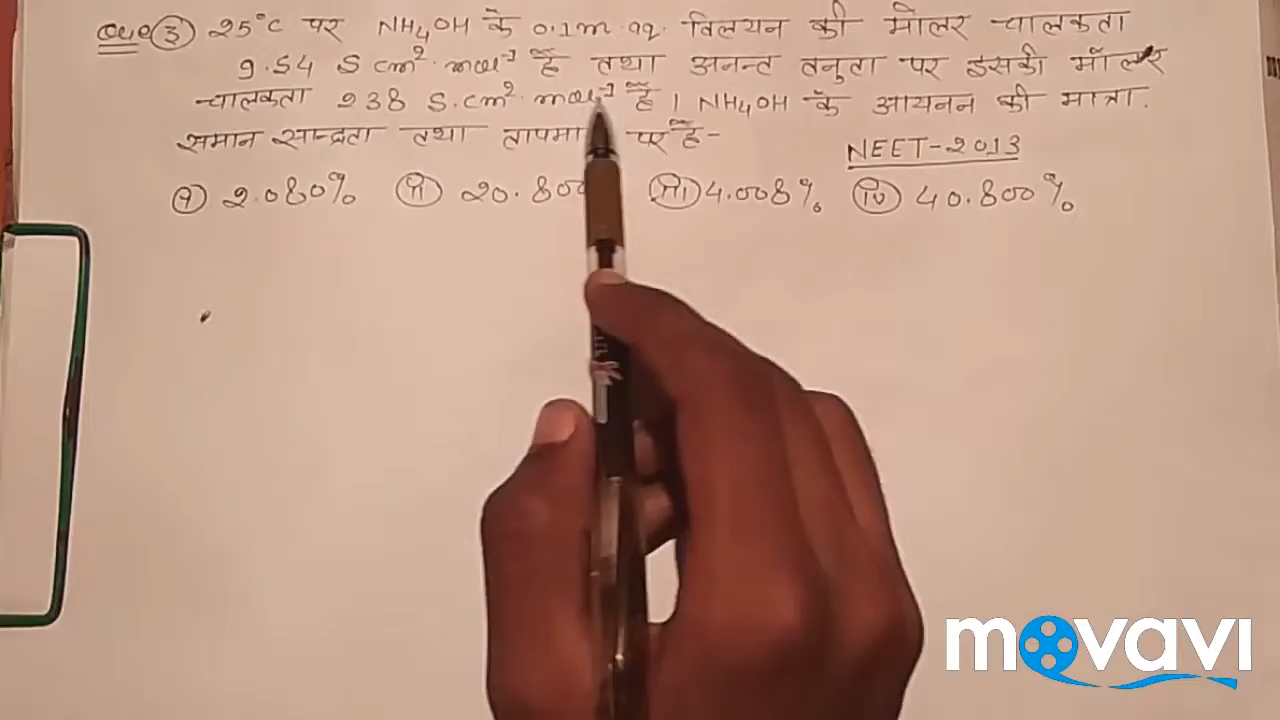 Que ③ 25°C पर NH₄OH के 0.1m aq. विलयन की मोलर चालकता
9.54 S cm² mol⁻¹ है तथा अनन्त तनुता पर इसकी मॉलर
चालकता 238 S.cm² mol⁻¹ है। NH₄OH के आयनन की मात्रा
समान सान्द्रता तथा तापमा पर है-
NEET-2013
(i) 2.080% (ii) 20.800 (iii) 4.008% (iv) 40.800%
movavi